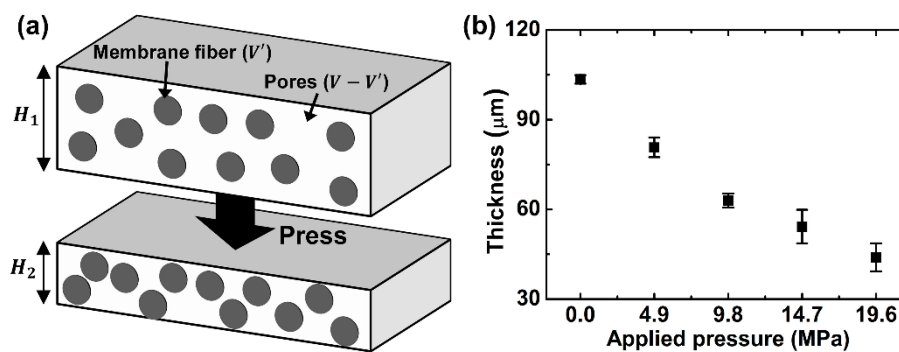 (a)
Membrane fiber (V')
Pores (V − V')
H₁
Press
H₂
(b)
120
90
60
30
Thickness (μm)
0.0 4.9 9.8 14.7 19.6
Applied pressure (MPa)